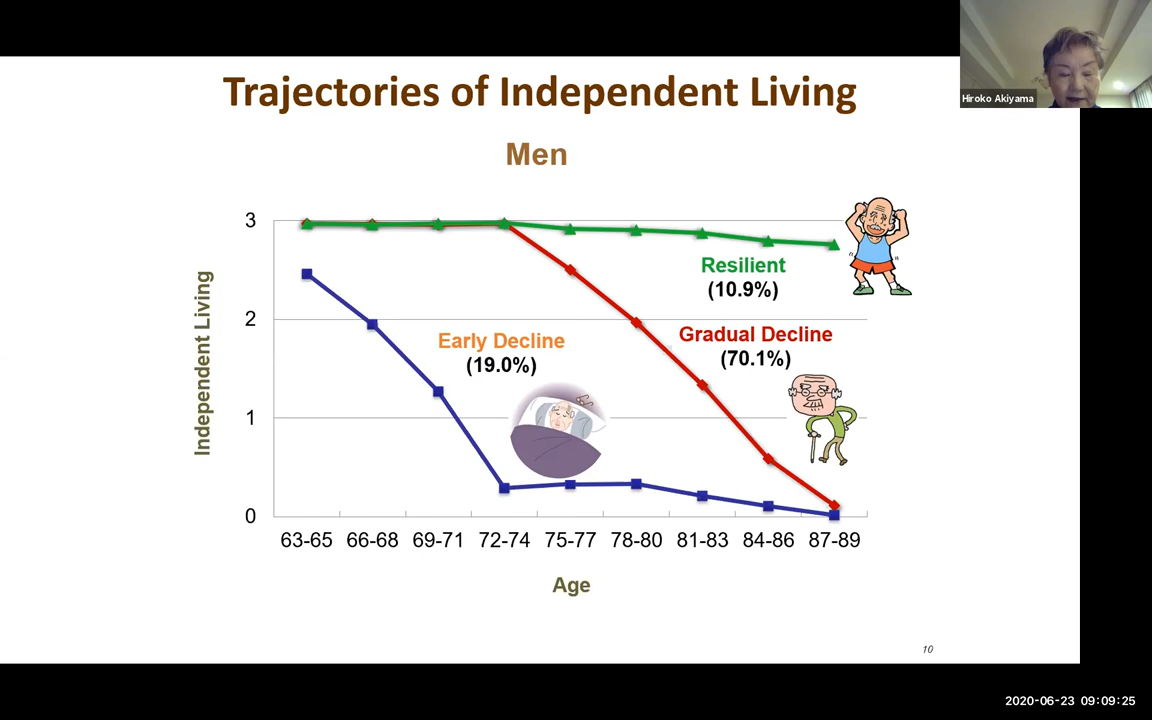 Hiroko Akiyama
Trajectories of Independent Living
Men
Independent Living
3
2
1
0
Resilient
(10.9%)
Early Decline
(19.0%)
Gradual Decline
(70.1%)
63-65 66-68 69-71 72-74 75-77 78-80 81-83 84-86 87-89
Age
10
2020-06-23 09:09:25